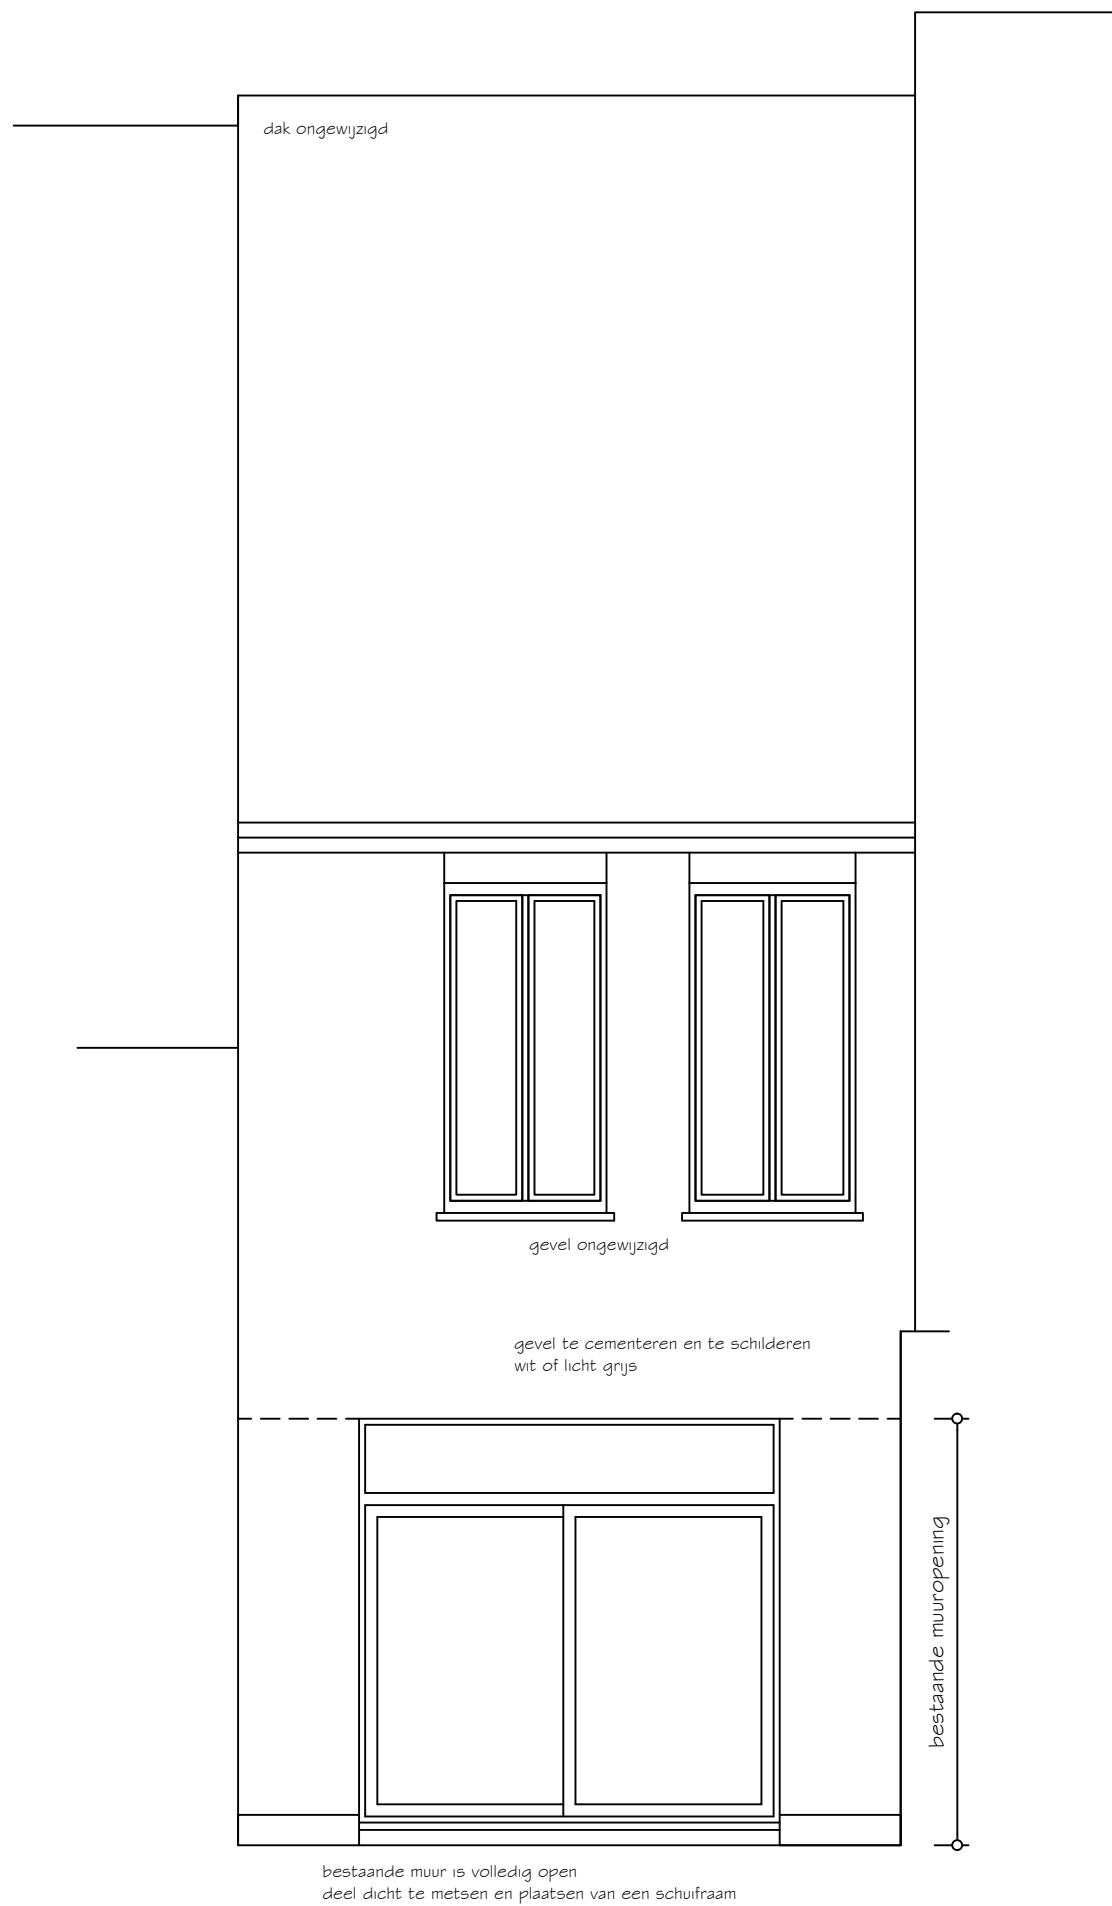 dak ongewijzigd
gevel ongewijzigd
gevel te cementeren en te schilderen
wit of licht grijs
bestaande muuropening
bestaande muur is volledig open
deel dicht te metsen en plaatsen van een schuifraam